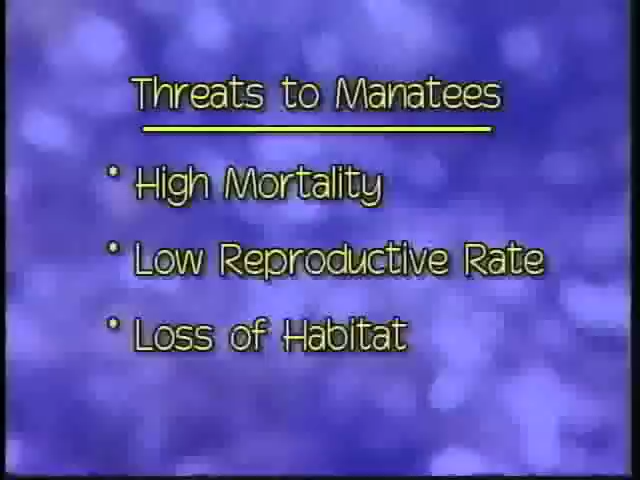 Threats to Manatees
* High Mortality
* Low Reproductive Rate
* Loss of Habitat